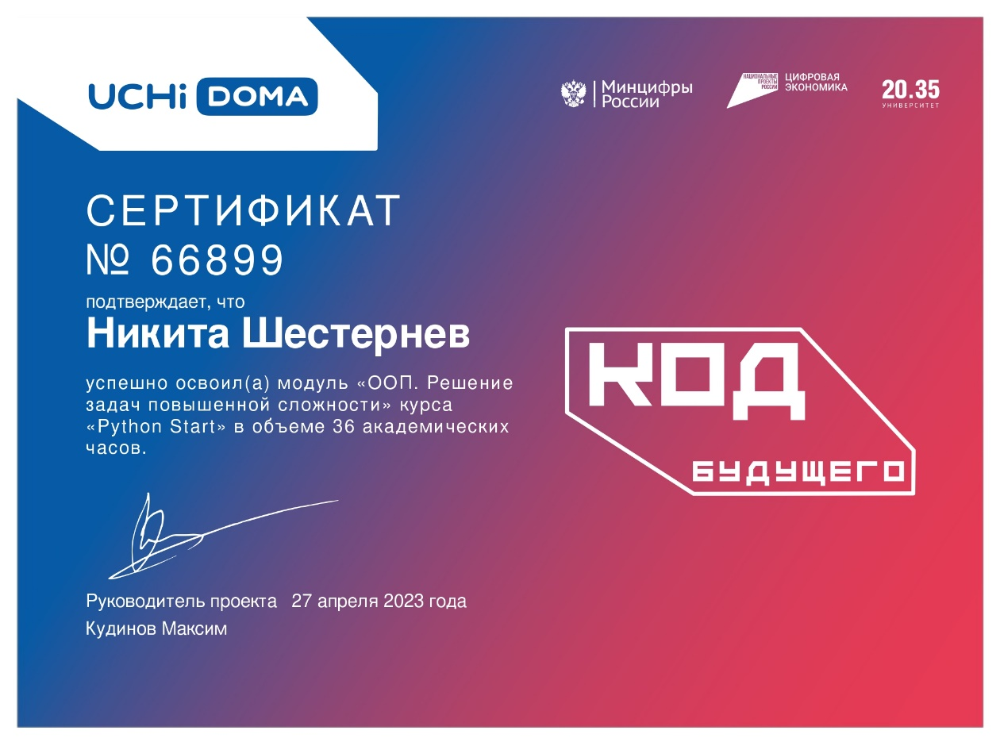 UCHi DOMA
Минцифры
России
НАЦИОНАЛЬНЫЕ
ПРОЕКТЫ
РОССИИ
ЦИФРОВАЯ
ЭКОНОМИКА
20.35
УНИВЕРСИТЕТ
СЕРТИФИКАТ
№ 66899
подтверждает, что
Никита Шестернев
успешно освоил(а) модуль «ООП. Решение
задач повышенной сложности» курса
«Python Start» в объеме 36 академических
часов.
КОД
БУДУЩЕГО
Руководитель проекта 27 апреля 2023 года
Кудинов Максим